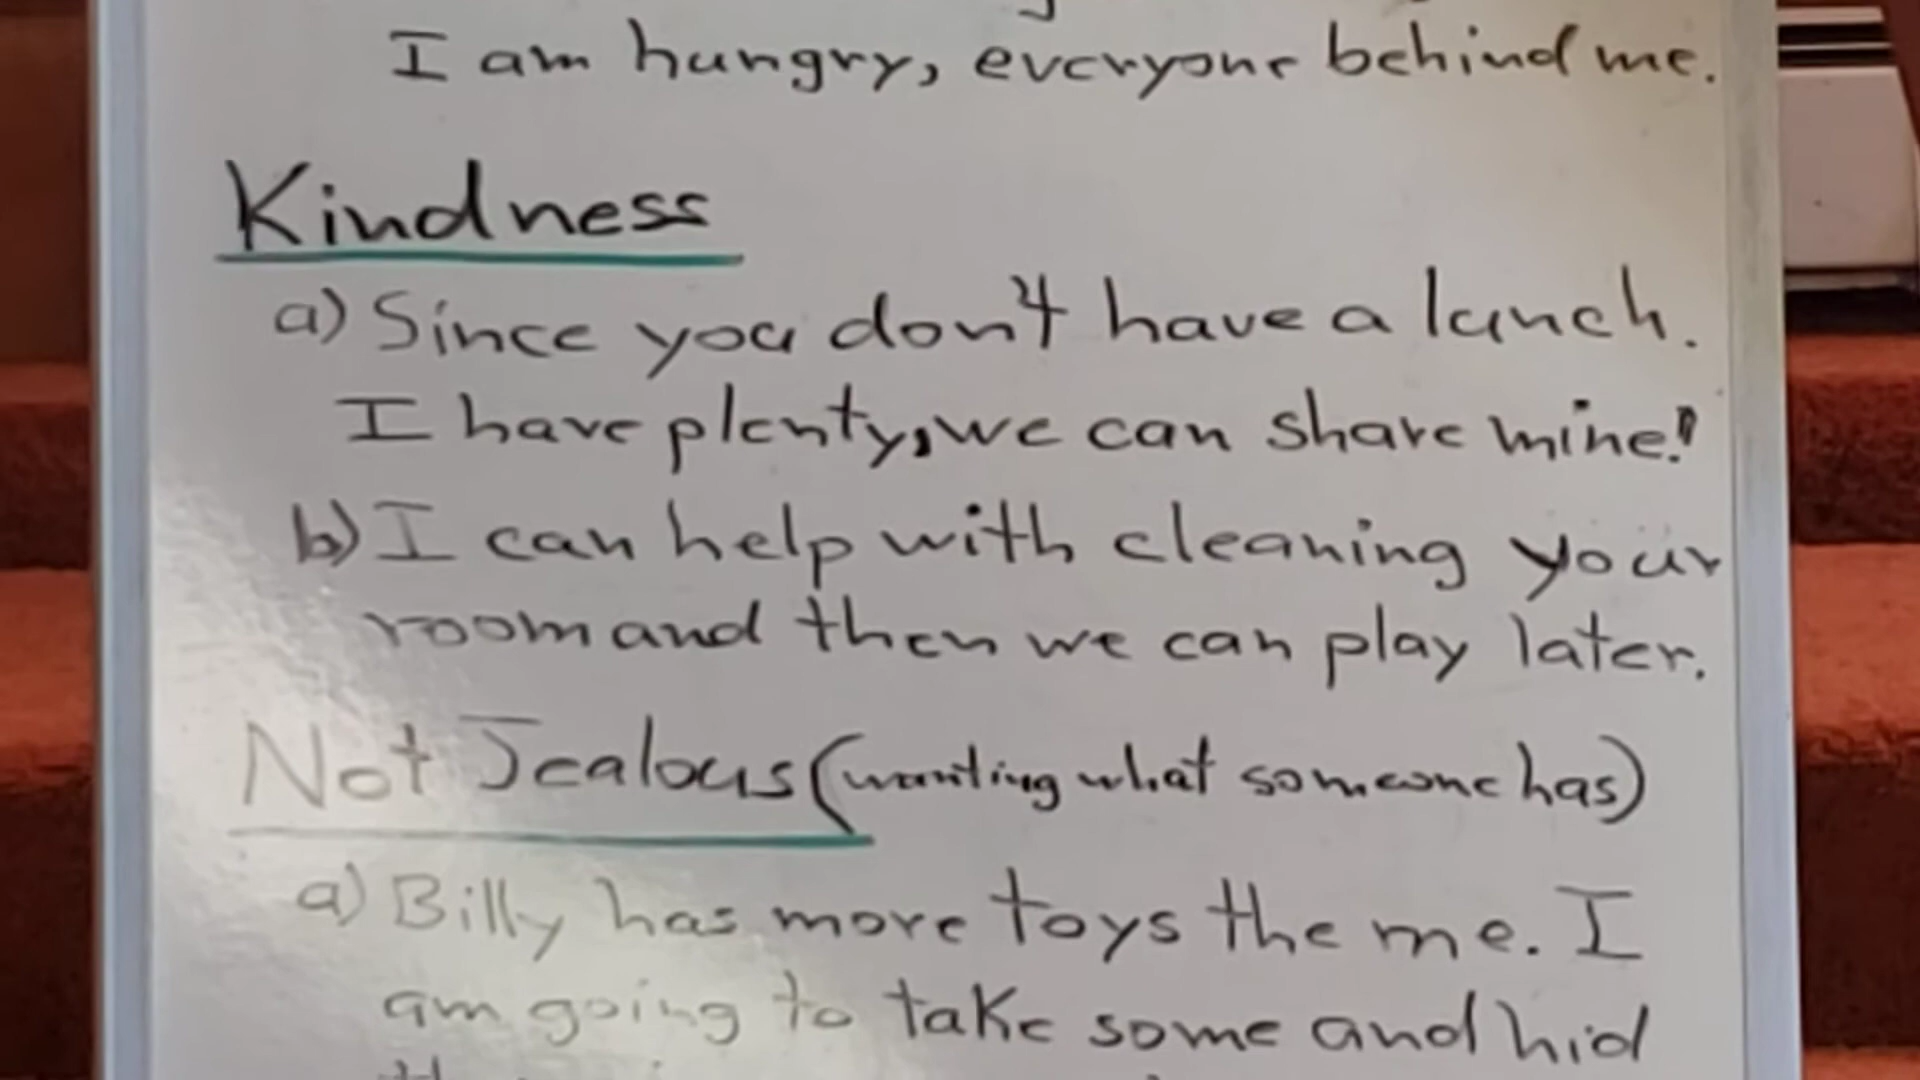 I am hungry, everyone behind me.
Kindness
a) Since you don't have a lunch.
I have plenty, we can share mine!
b) I can help with cleaning your
room and then we can play later.
Not Jealous (wanting what someone has)
a) Billy has more toys the me. I
am going to take some and hid